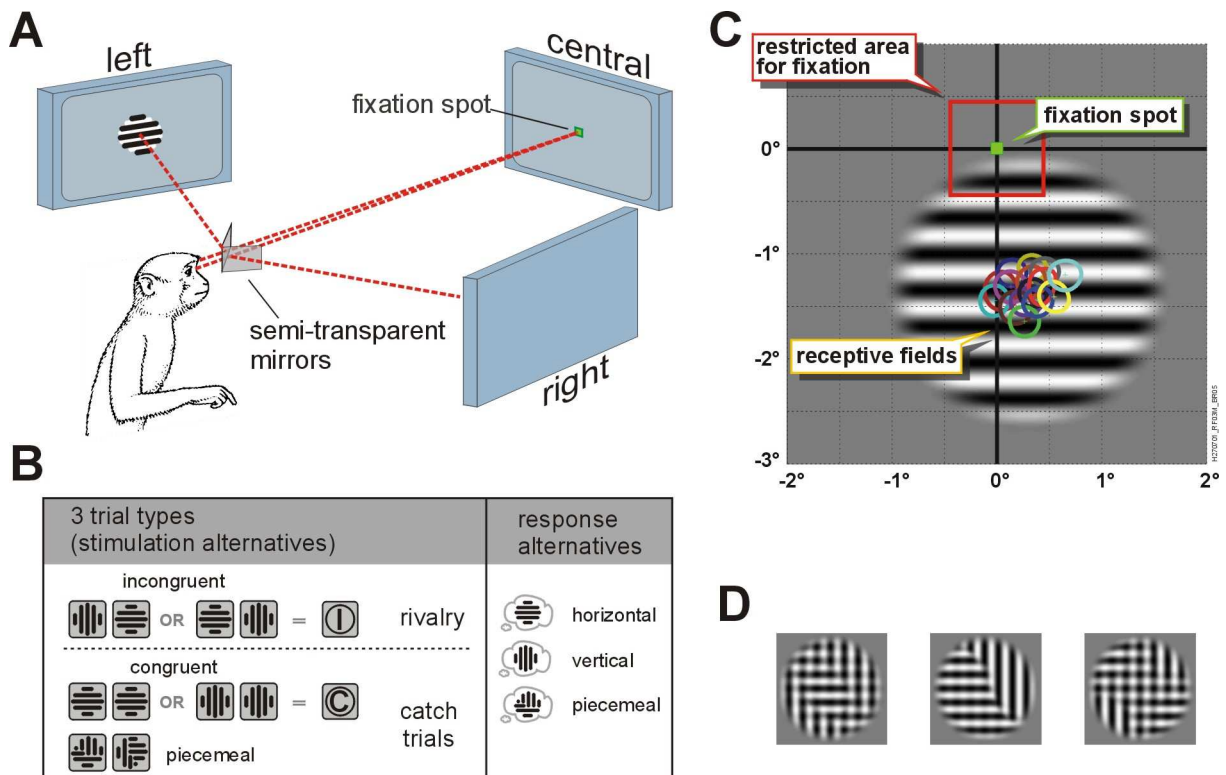 A
left
central
fixation spot
semi-transparent
mirrors
right
B
3 trial types
(stimulation alternatives)
response
alternatives
incongruent
OR
=
I
rivalry
congruent
OR
=
C
catch
trials
piecemeal
horizontal
vertical
piecemeal
C
restricted area
for fixation
fixation spot
0°
-1°
receptive fields
-2°
-3°
-2°
-1°
0°
1°
2°
D